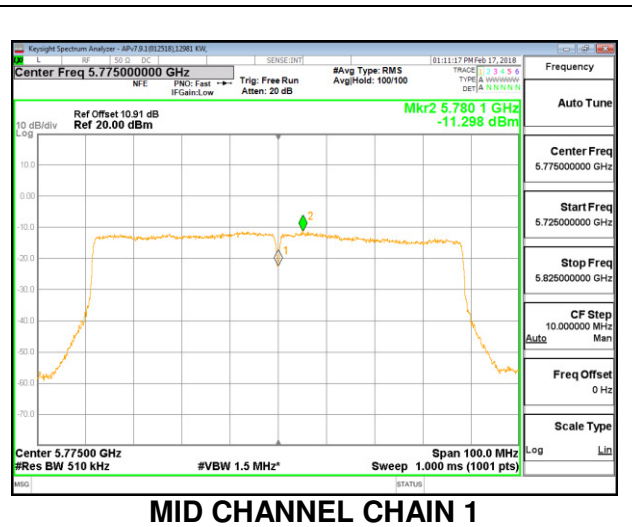 Keysight Spectrum Analyzer - APv7.9.1(012518),12981 KW,
L RF 50 Ω DC SENSE:INT 01:11:17 PM Feb 17, 2018
Center Freq 5.775000000 GHz #Avg Type: RMS TRACE 1 2 3 4 5 6
NFE PNO: Fast Trig: Free Run Avg|Hold: 100/100 TYPE A WWWWW
IFGain:Low Atten: 20 dB DET A N N N N N
Mkr2 5.780 1 GHz
-11.298 dBm
Ref Offset 10.91 dB
10 dB/div Ref 20.00 dBm
Log
10.0
0.00
-10.0
-20.0
-30.0
-40.0
-50.0
-60.0
-70.0
2
1
Center 5.77500 GHz Span 100.0 MHz
#Res BW 510 kHz #VBW 1.5 MHz* Sweep 1.000 ms (1001 pts)
MSG STATUS
Frequency
Auto Tune
Center Freq
5.775000000 GHz
Start Freq
5.725000000 GHz
Stop Freq
5.825000000 GHz
CF Step
10.000000 MHz
Auto Man
Freq Offset
0 Hz
Scale Type
Log Lin
MID CHANNEL CHAIN 1